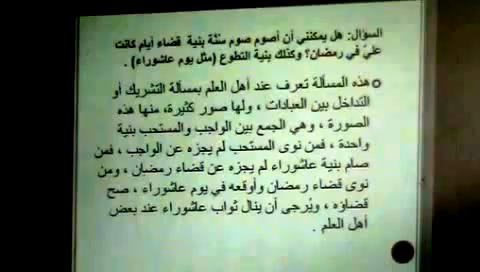 السؤال: هل يمكنني أن أصوم صوم سنّة بنية قضاء أيام كانت
عليّ في رمضان؟ وكذلك بنية التطوع (مثل يوم عاشوراء) .
هذه المسألة تعرف عند أهل العلم بمسألة التشريك أو
التداخل بين العبادات ، ولها صور كثيرة، منها هذه
الصورة ، وهي الجمع بين الواجب والمستحب بنية
واحدة ، فمن نوى المستحب لم يجزه عن الواجب ، فمن
صام بنية عاشوراء لم يجزه عن قضاء رمضان ، ومن
نوى قضاء رمضان وأوقعه في يوم عاشوراء ، صح
قضاؤه ، ويُرجى أن ينال ثواب عاشوراء عند بعض
أهل العلم .